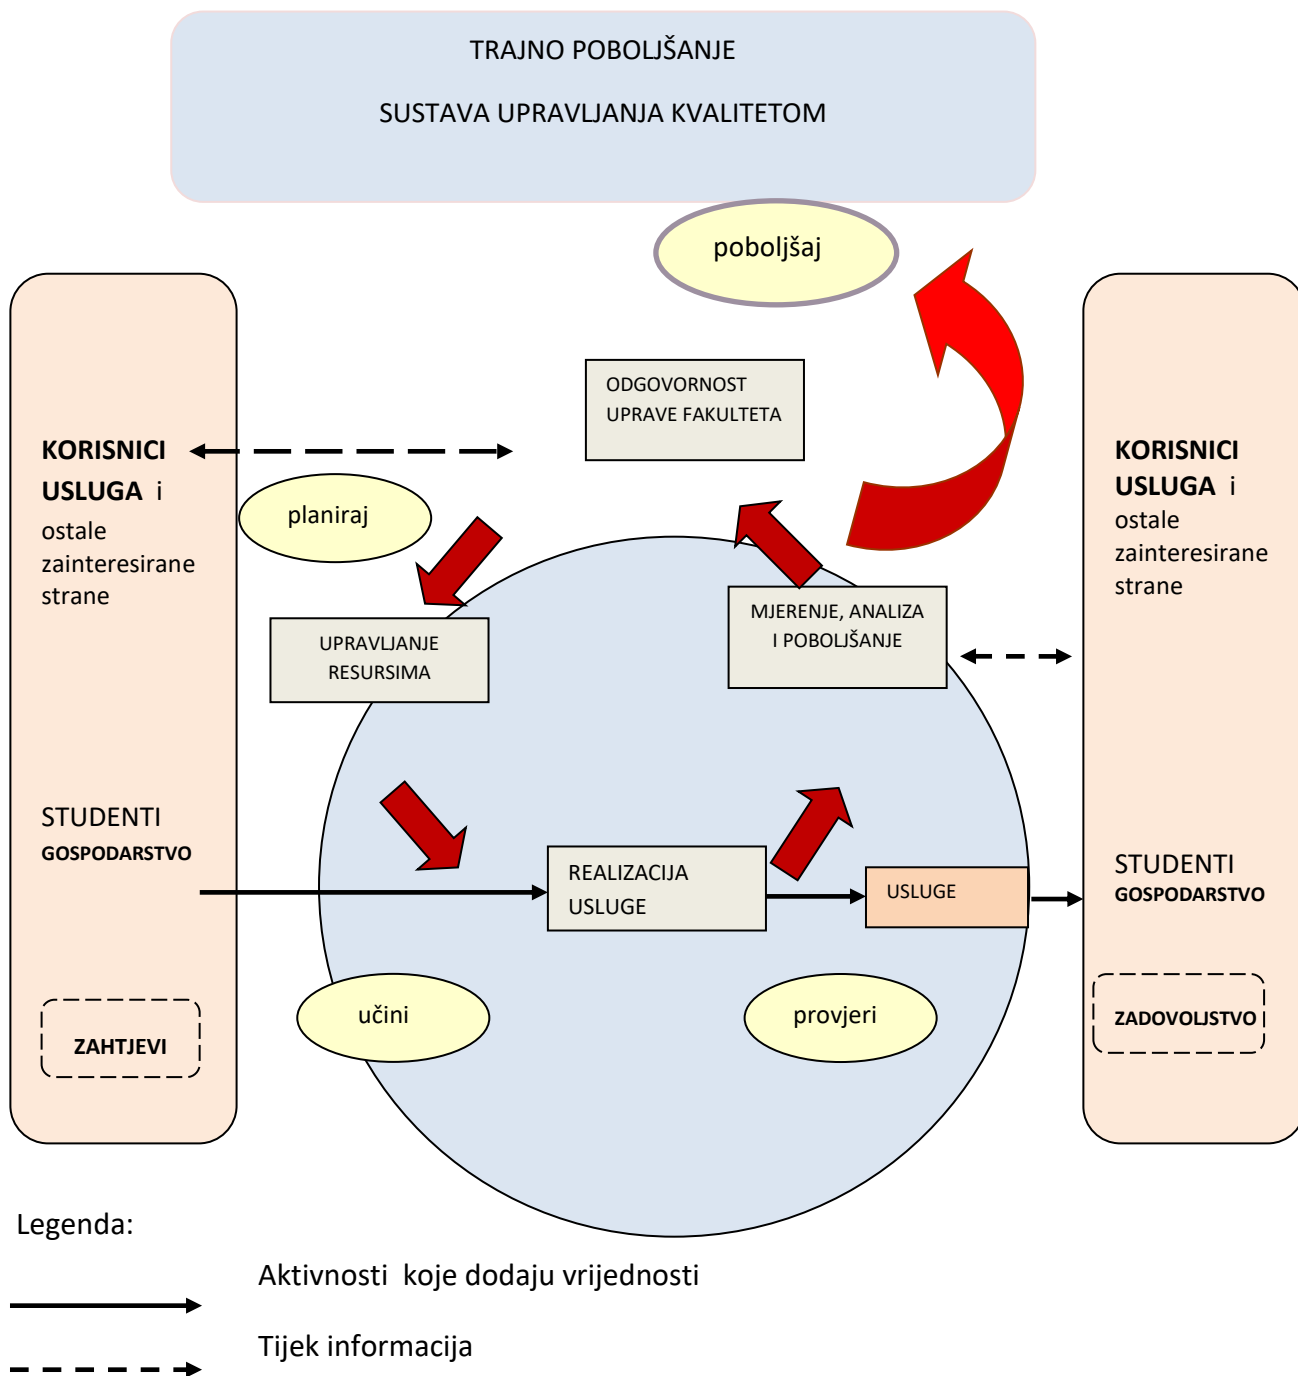 TRAJNO POBOLJŠANJE
SUSTAVA UPRAVLJANJA KVALITETOM
poboljšaj
ODGOVORNOST
UPRAVE FAKULTETA
KORISNICI
USLUGA i
ostale
zainteresirane
strane
planiraj
KORISNICI
USLUGA i
ostale
zainteresirane
strane
UPRAVLJANJE
RESURSIMA
MJERENJE, ANALIZA
I POBOLJŠANJE
STUDENTI
GOSPODARSTVO
REALIZACIJA
USLUGE
USLUGE
STUDENTI
GOSPODARSTVO
ZAHTJEVI
učini
provjeri
ZADOVOLJSTVO
Legenda:
Aktivnosti koje dodaju vrijednosti
Tijek informacija